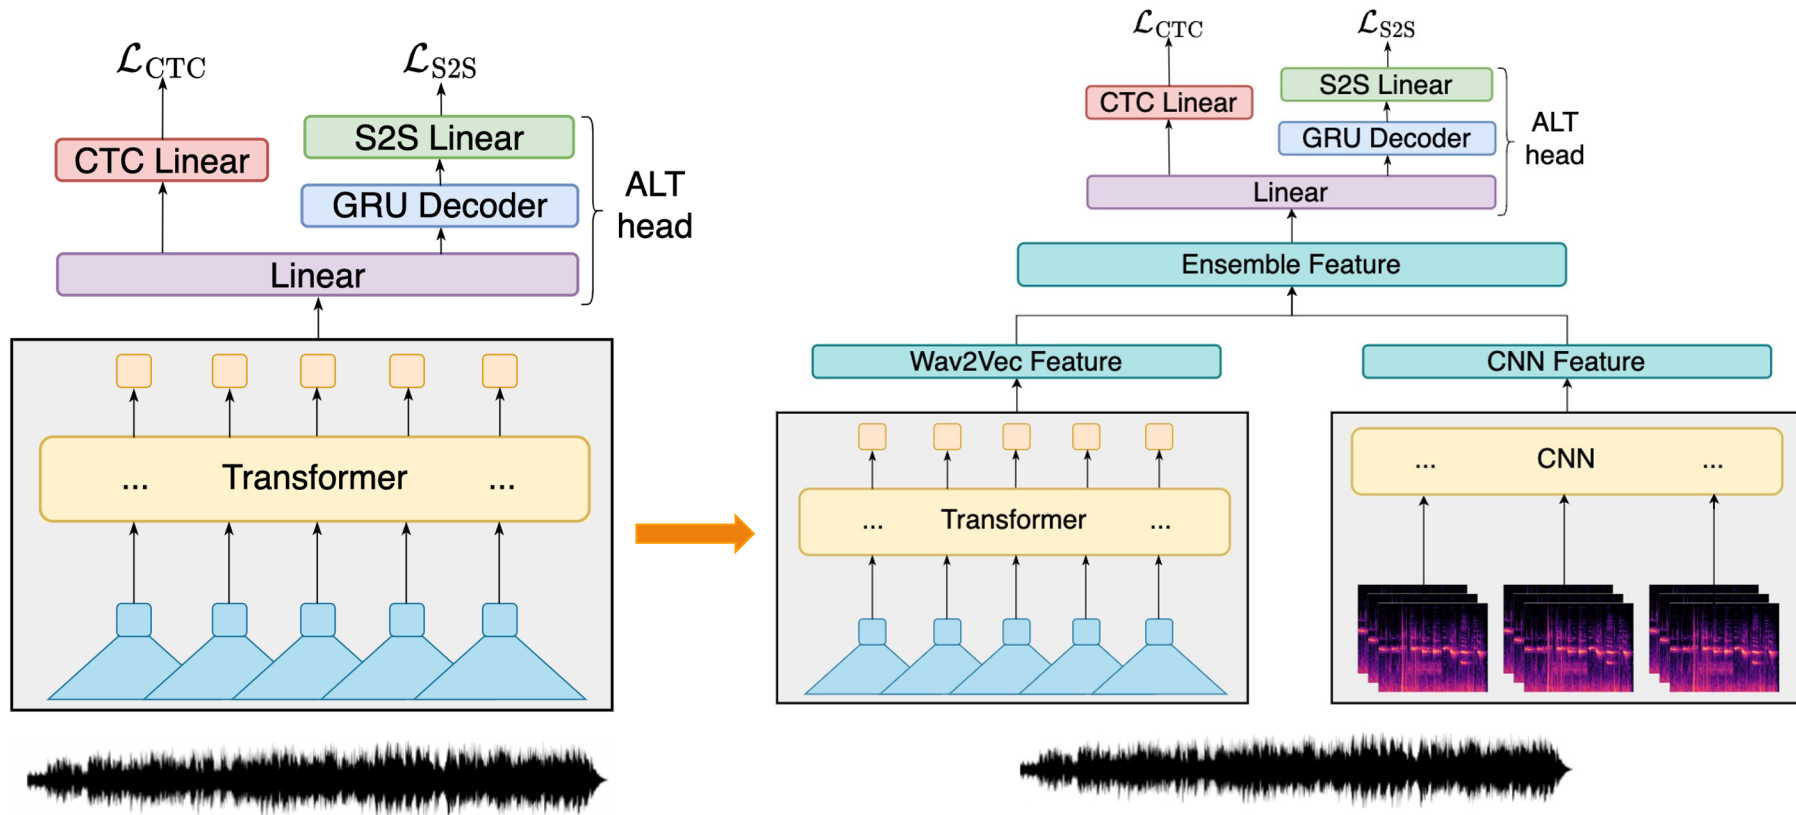 ℒCTC
ℒS2S
S2S Linear
CTC Linear
GRU Decoder
ALT
head
Linear
... Transformer ...
ℒCTC
ℒS2S
S2S Linear
CTC Linear
GRU Decoder
ALT
head
Linear
Ensemble Feature
Wav2Vec Feature
CNN Feature
... Transformer ...
... CNN ...